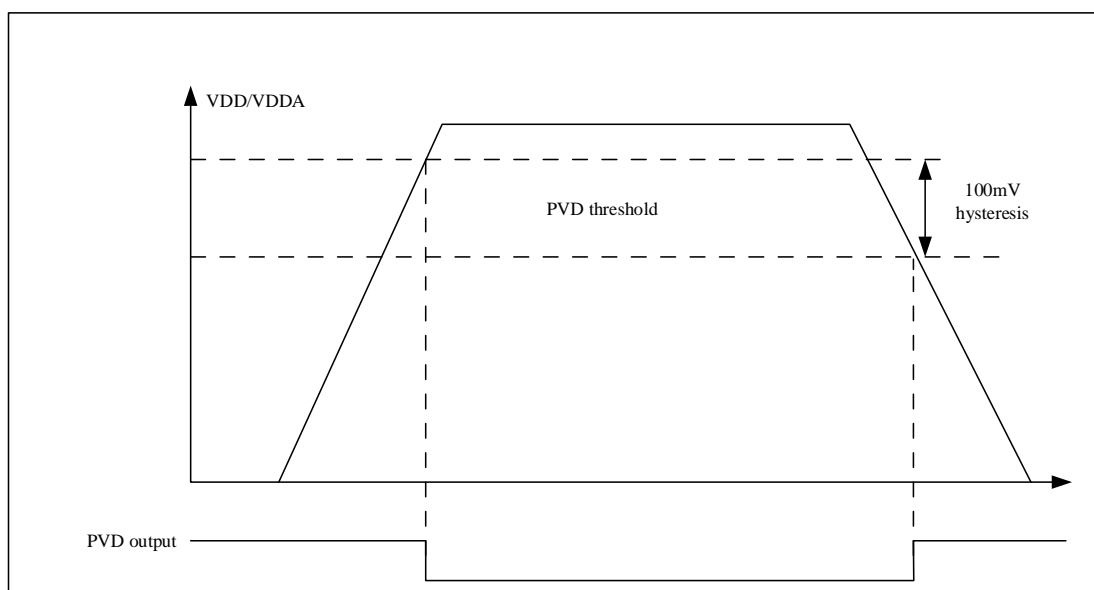 VDD/VDDA
100mV
hysteresis
PVD threshold
PVD output